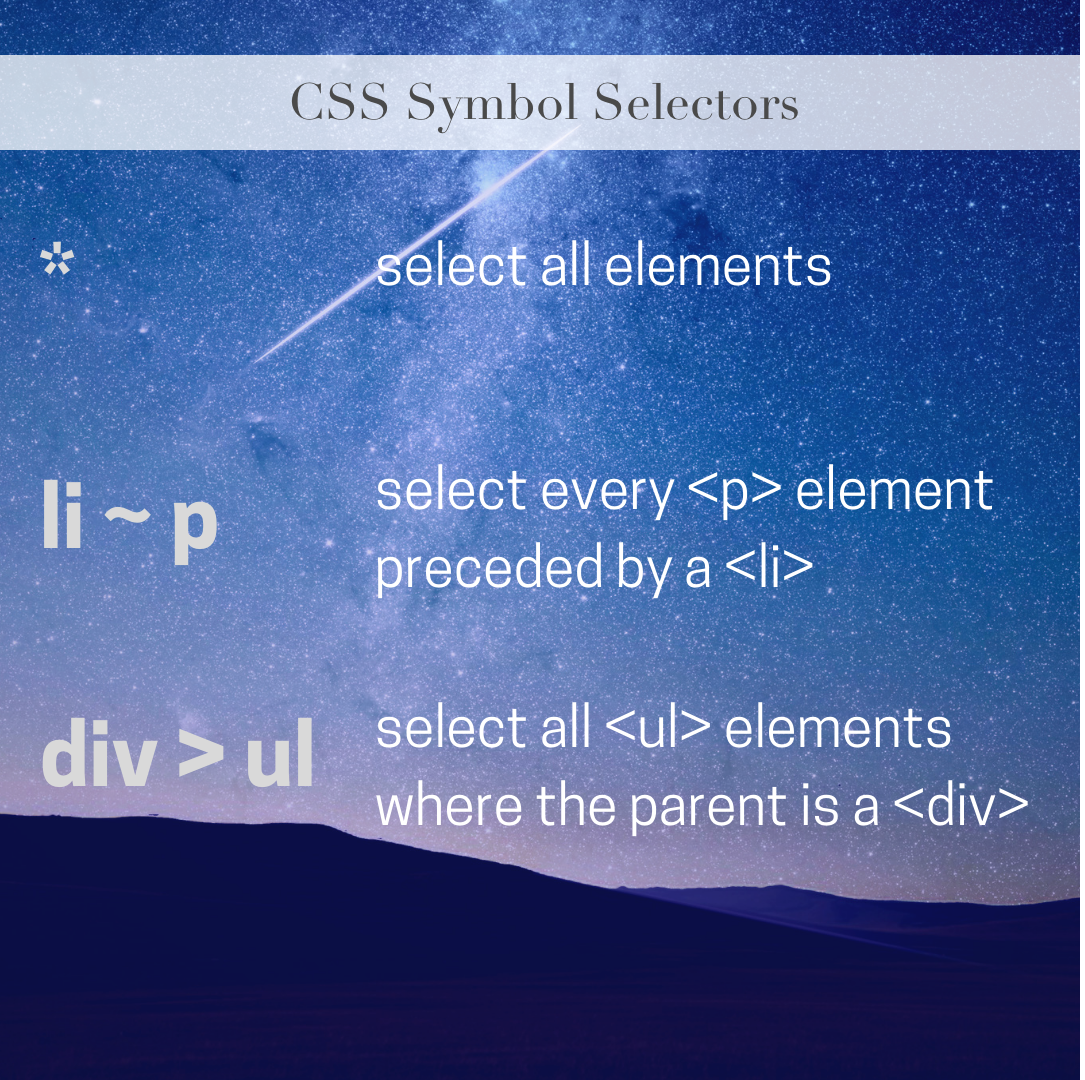 CSS Symbol Selectors
* select all elements
li ~ p select every <p> element
preceded by a <li>
div > ul select all <ul> elements
where the parent is a <div>